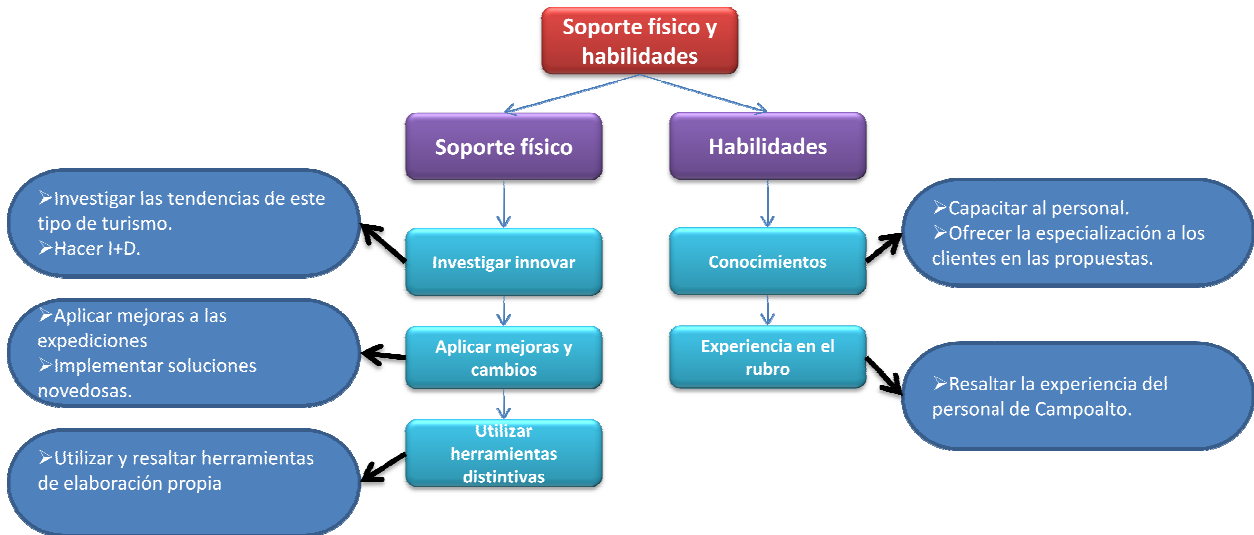 Soporte físico y
habilidades
Soporte físico
Habilidades
➢Investigar las tendencias de este
tipo de turismo.
➢Hacer I+D.
Investigar innovar
Conocimientos
➢Capacitar al personal.
➢Ofrecer la especialización a los
clientes en las propuestas.
➢Aplicar mejoras a las
expediciones
➢Implementar soluciones
novedosas.
Aplicar mejoras y
cambios
Experiencia en el
rubro
➢Resaltar la experiencia del
personal de Campoalto.
➢Utilizar y resaltar herramientas
de elaboración propia
Utilizar
herramientas
distintivas